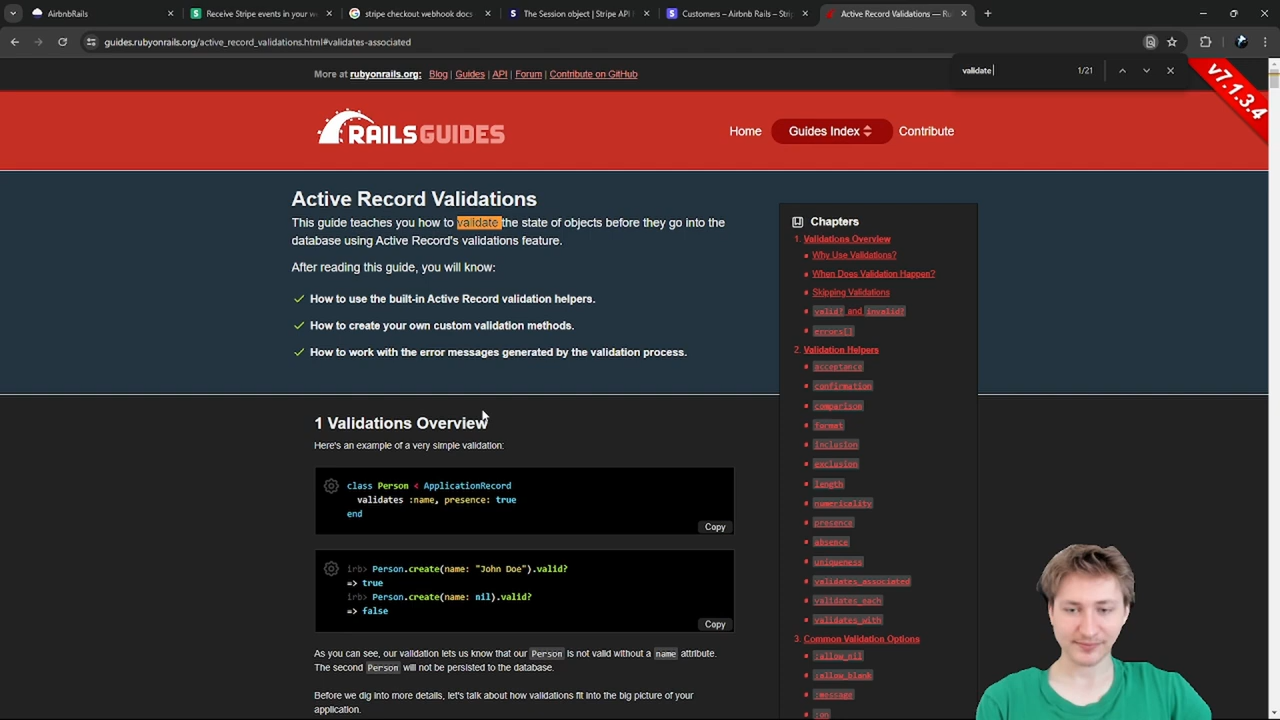 AirbnbRails
Receive Stripe events in your w
stripe checkout webhook docs
The Session object | Stripe API
Customers – Airbnb Rails – Strip
Active Record Validations — Ru
guides.rubyonrails.org/active_record_validations.html#validates-associated
validate
1/21
More at rubyonrails.org: Blog | Guides | API | Forum | Contribute on GitHub
v7.1.3.4
RAILSGUIDES
Home
Guides Index
Contribute
Active Record Validations
This guide teaches you how to validate the state of objects before they go into the
database using Active Record's validations feature.
After reading this guide, you will know:
How to use the built-in Active Record validation helpers.
How to create your own custom validation methods.
How to work with the error messages generated by the validation process.
Chapters
1. Validations Overview
Why Use Validations?
When Does Validation Happen?
Skipping Validations
valid? and invalid?
errors[]
2. Validation Helpers
acceptance
confirmation
comparison
format
inclusion
exclusion
length
numericality
presence
absence
uniqueness
validates_associated
validates_each
validates_with
3. Common Validation Options
:allow_nil
:allow_blank
:message
:on
1 Validations Overview
Here's an example of a very simple validation:
class Person < ApplicationRecord
validates :name, presence: true
end
Copy
irb> Person.create(name: "John Doe").valid?
=> true
irb> Person.create(name: nil).valid?
=> false
Copy
As you can see, our validation lets us know that our Person is not valid without a name attribute.
The second Person will not be persisted to the database.
Before we dig into more details, let's talk about how validations fit into the big picture of your
application.